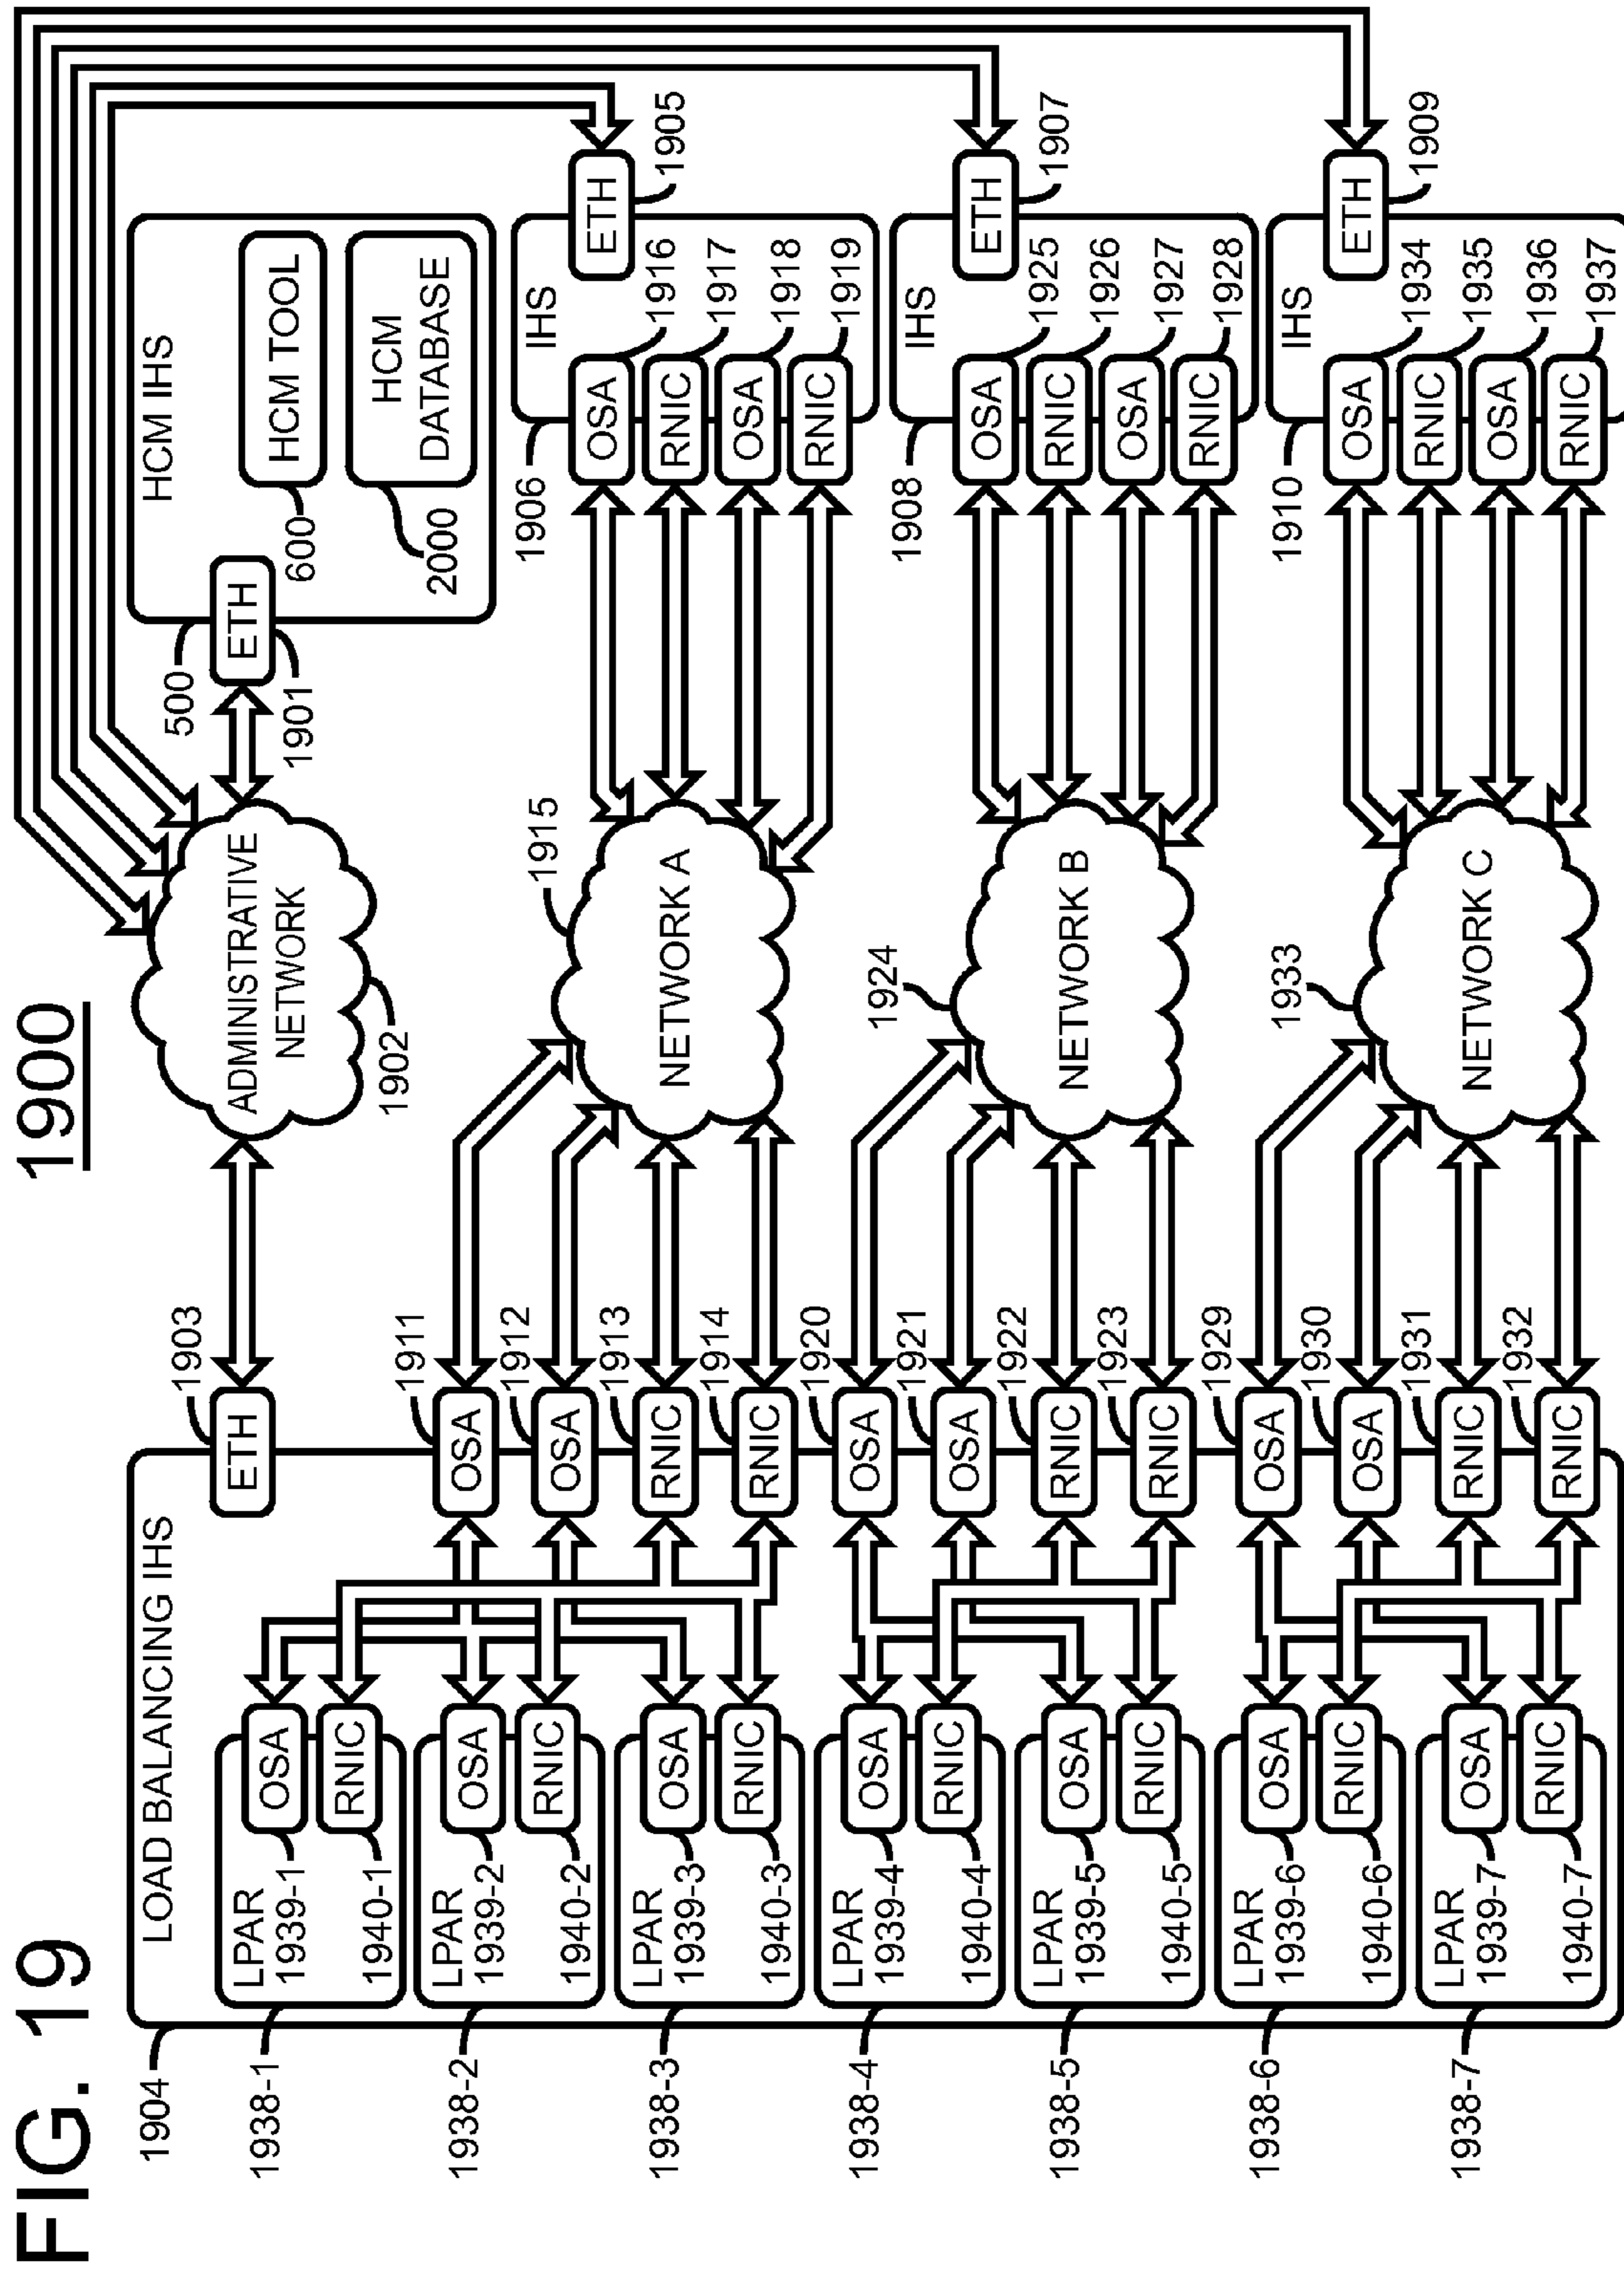 FIG. 19
1900
1904
LOAD BALANCING IHS
1938-1
LPAR
1939-1
1940-1
OSA
RNIC
1938-2
LPAR
1939-2
1940-2
OSA
RNIC
1938-3
LPAR
1939-3
1940-3
OSA
RNIC
1938-4
LPAR
1939-4
1940-4
OSA
RNIC
1938-5
LPAR
1939-5
1940-5
OSA
RNIC
1938-6
LPAR
1939-6
1940-6
OSA
RNIC
1938-7
LPAR
1939-7
1940-7
OSA
RNIC
ETH
1903
OSA
1911
OSA
1912
RNIC
1913
RNIC
1914
OSA
1920
OSA
1921
RNIC
1922
RNIC
1923
OSA
1929
OSA
1930
RNIC
1931
RNIC
1932
ADMINISTRATIVE
NETWORK
1902
NETWORK A
1915
NETWORK B
1924
NETWORK C
1933
500
ETH
1901
HCM IHS
HCM TOOL
600
HCM
DATABASE
2000
1906
IHS
ETH
1905
OSA
1916
RNIC
1917
OSA
1918
RNIC
1919
1908
IHS
ETH
1907
OSA
1925
RNIC
1926
OSA
1927
RNIC
1928
1910
IHS
ETH
1909
OSA
1934
RNIC
1935
OSA
1936
RNIC
1937